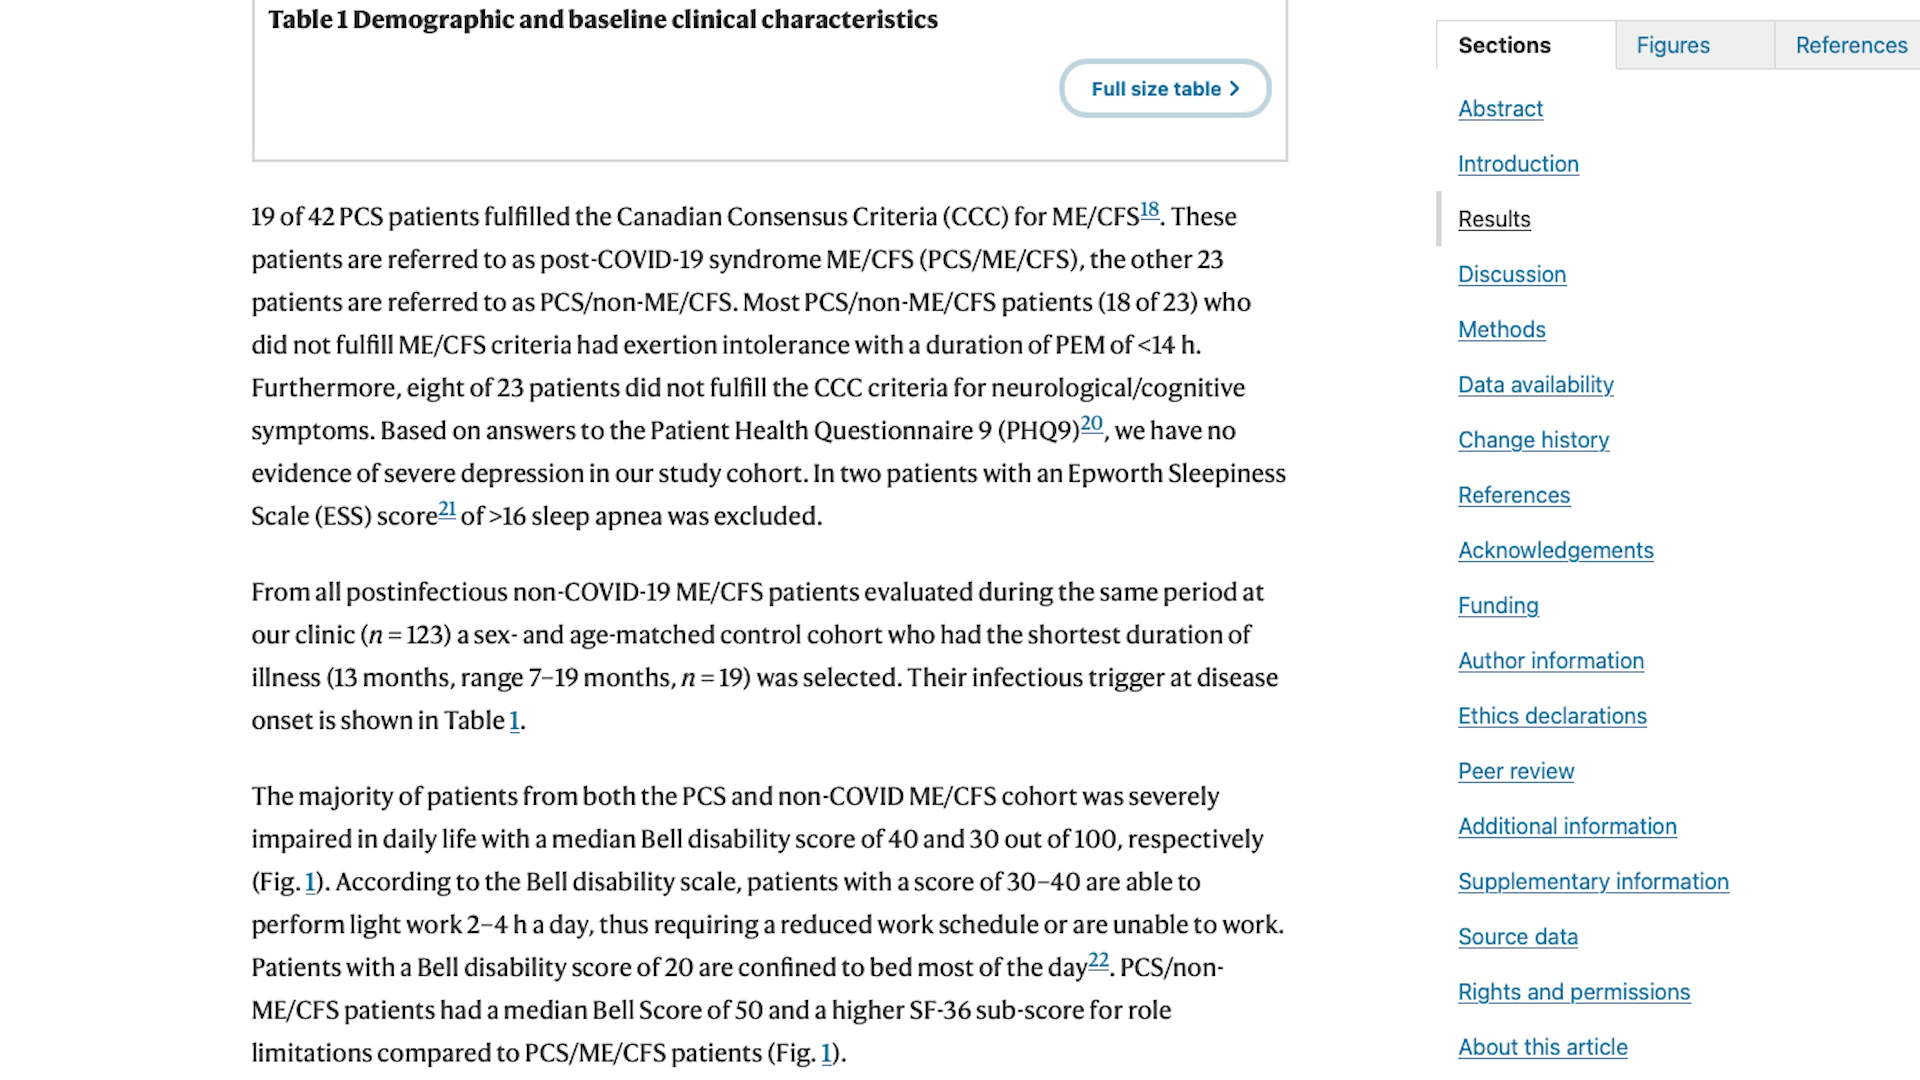 Table 1 Demographic and baseline clinical characteristics
Full size table >
19 of 42 PCS patients fulfilled the Canadian Consensus Criteria (CCC) for ME/CFS18. These
patients are referred to as post-COVID-19 syndrome ME/CFS (PCS/ME/CFS), the other 23
patients are referred to as PCS/non-ME/CFS. Most PCS/non-ME/CFS patients (18 of 23) who
did not fulfill ME/CFS criteria had exertion intolerance with a duration of PEM of <14 h.
Furthermore, eight of 23 patients did not fulfill the CCC criteria for neurological/cognitive
symptoms. Based on answers to the Patient Health Questionnaire 9 (PHQ9)20, we have no
evidence of severe depression in our study cohort. In two patients with an Epworth Sleepiness
Scale (ESS) score21 of >16 sleep apnea was excluded.
From all postinfectious non-COVID-19 ME/CFS patients evaluated during the same period at
our clinic (n = 123) a sex- and age-matched control cohort who had the shortest duration of
illness (13 months, range 7–19 months, n = 19) was selected. Their infectious trigger at disease
onset is shown in Table 1.
The majority of patients from both the PCS and non-COVID ME/CFS cohort was severely
impaired in daily life with a median Bell disability score of 40 and 30 out of 100, respectively
(Fig. 1). According to the Bell disability scale, patients with a score of 30–40 are able to
perform light work 2–4 h a day, thus requiring a reduced work schedule or are unable to work.
Patients with a Bell disability score of 20 are confined to bed most of the day22. PCS/non-
ME/CFS patients had a median Bell Score of 50 and a higher SF-36 sub-score for role
limitations compared to PCS/ME/CFS patients (Fig. 1).
Sections
Figures
References
Abstract
Introduction
Results
Discussion
Methods
Data availability
Change history
References
Acknowledgements
Funding
Author information
Ethics declarations
Peer review
Additional information
Supplementary information
Source data
Rights and permissions
About this article